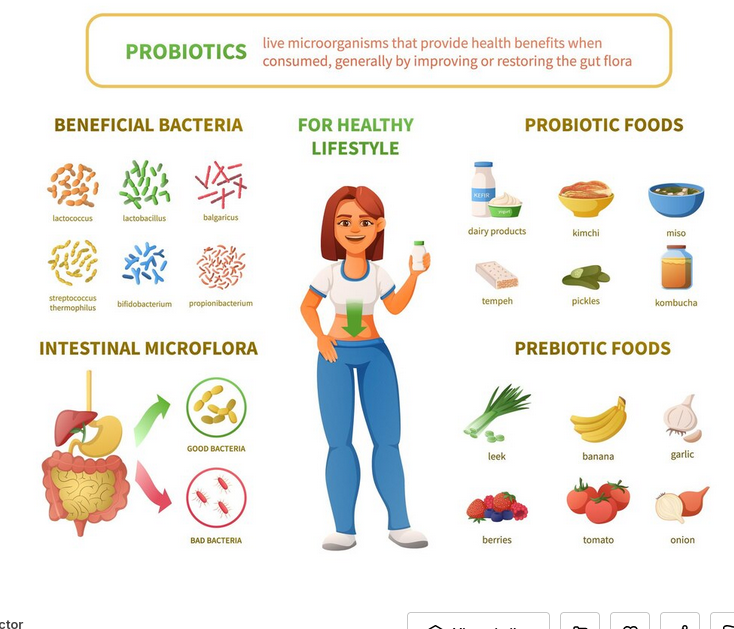 PROBIOTICS
live microorganisms that provide health benefits when
consumed, generally by improving or restoring the gut flora
BENEFICIAL BACTERIA
lactococcus
lactobacillus
balgaricus
streptococcus
thermophilus
bifidobacterium
propionibacterium
FOR HEALTHY
LIFESTYLE
PROBIOTIC FOODS
KEFIR
yogurt
dairy products
kimchi
miso
tempeh
pickles
kombucha
INTESTINAL MICROFLORA
GOOD BACTERIA
BAD BACTERIA
PREBIOTIC FOODS
leek
banana
garlic
berries
tomato
onion
ctor